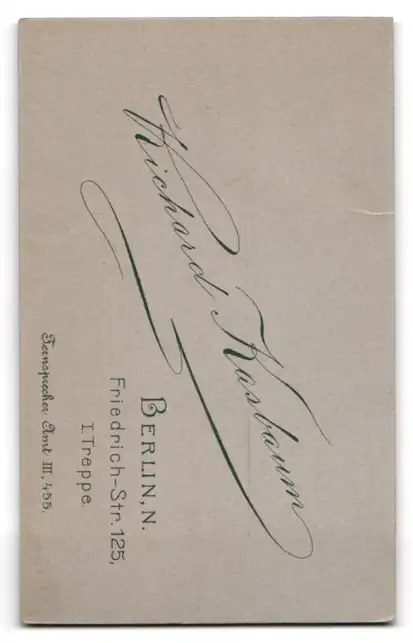 Richard Kasbaum
BERLIN, N.
Friedrich-Str. 125,
I. Treppe.
Fernsprecher Amt III, 455.